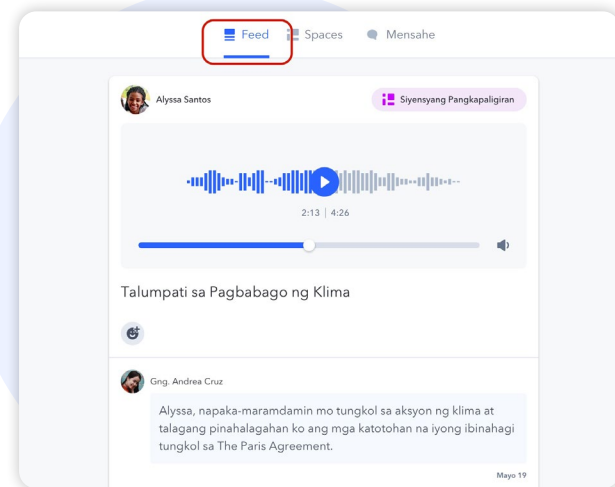 Feed Spaces Mensahe
Alyssa Santos Siyensyang Pangkapaligiran
2:13 | 4:26
Talumpati sa Pagbabago ng Klima
Gng. Andrea Cruz
Alyssa, napaka-maramdamin mo tungkol sa aksyon ng klima at
talagang pinahalagahan ko ang mga katotohan na iyong ibinahagi
tungkol sa The Paris Agreement.
Mayo 19